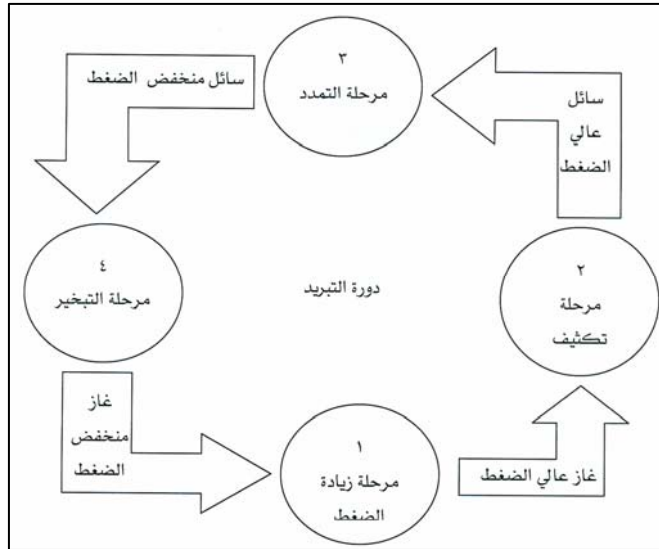 ٣
مرحلة التمدد
سائل منخفض الضغط
سائل
عالي
الضغط
٤
مرحلة التبخير
دورة التبريد
٢
مرحلة
تكثيف
غاز
منخفض
الضغط
١
مرحلة زيادة
الضغط
غاز عالي الضغط